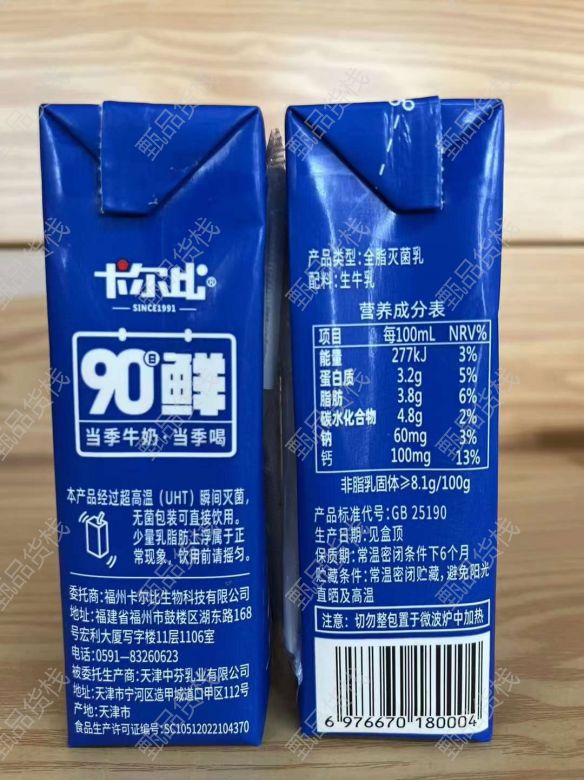 卡尔比®
SINCE1991
90日鲜
当季牛奶·当季喝
本产品经过超高温（UHT）瞬间灭菌，
无菌包装可直接饮用。
少量乳脂肪上浮属于正
常现象，饮用前请摇匀。
委托商：福州卡尔比生物科技有限公司
地址：福建省福州市鼓楼区湖东路168
号宏利大厦写字楼11层1106室
电话：0591-83260623
被委托生产商：天津中芬乳业有限公司
地址：天津市宁河区造甲城道口甲区112号
产地：天津市
食品生产许可证编号：SC10512022104370
产品类型：全脂灭菌乳
配料：生牛乳
营养成分表
项目 每100mL NRV%
能量 277kJ 3%
蛋白质 3.2g 5%
脂肪 3.8g 6%
碳水化合物 4.8g 2%
钠 60mg 3%
钙 100mg 13%
非脂乳固体≥8.1g/100g
产品标准代号：GB 25190
生产日期：见盒顶
保质期：常温密闭条件下6个月
贮藏条件：常温密闭贮藏，避免阳光
直晒及高温
注意：切勿整包置于微波炉中加热
6 976670 180004
甄品货栈